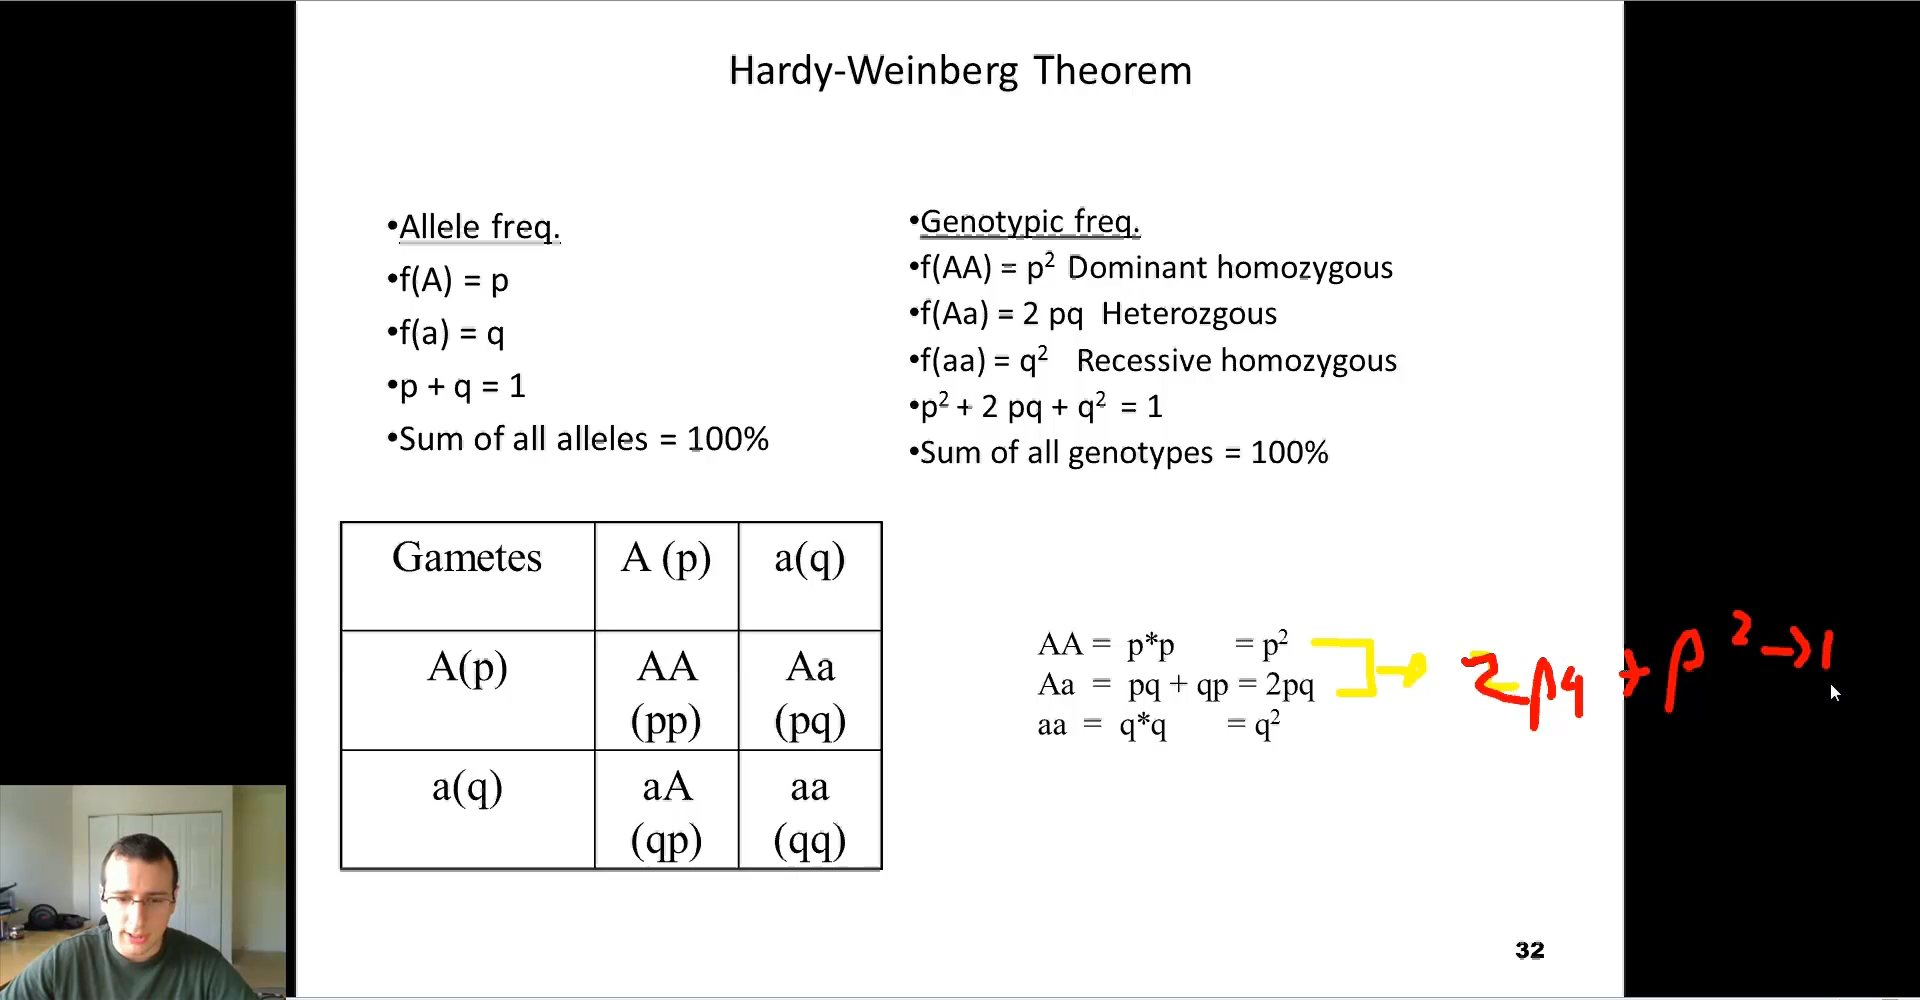 Hardy-Weinberg Theorem
•Allele freq.
•f(A) = p
•f(a) = q
•p + q = 1
•Sum of all alleles = 100%
•Genotypic freq.
•f(AA) = p² Dominant homozygous
•f(Aa) = 2 pq Heterozgous
•f(aa) = q² Recessive homozygous
•p² + 2 pq + q² = 1
•Sum of all genotypes = 100%
Gametes A (p) a(q)
A(p) AA Aa
(pp) (pq)
a(q) aA aa
(qp) (qq)
AA = p*p = p²
Aa = pq + qp = 2pq
aa = q*q = q²
2pq + p² → 1
32